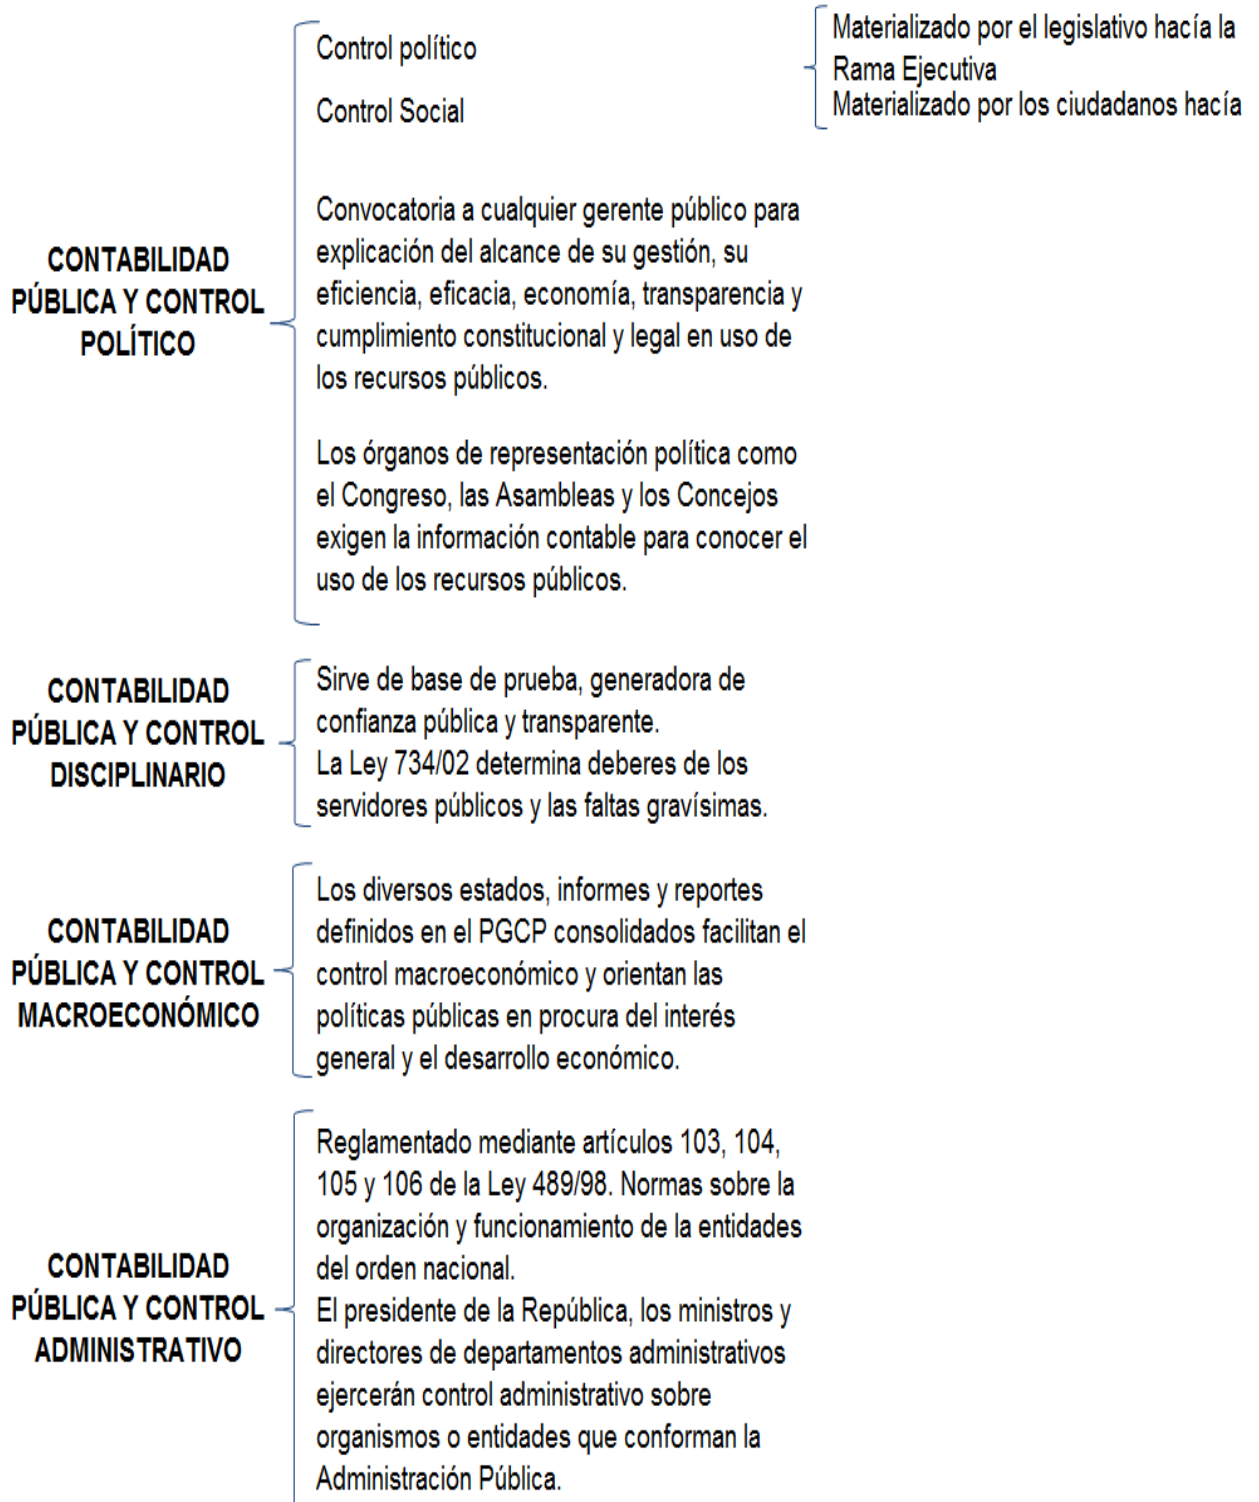 Control político
Materializado por el legislativo hacía la
Rama Ejecutiva
Control Social
Materializado por los ciudadanos hacía
CONTABILIDAD
PÚBLICA Y CONTROL
POLÍTICO
Convocatoria a cualquier gerente público para
explicación del alcance de su gestión, su
eficiencia, eficacia, economía, transparencia y
cumplimiento constitucional y legal en uso de
los recursos públicos.
Los órganos de representación política como
el Congreso, las Asambleas y los Concejos
exigen la información contable para conocer el
uso de los recursos públicos.
CONTABILIDAD
PÚBLICA Y CONTROL
DISCIPLINARIO
Sirve de base de prueba, generadora de
confianza pública y transparente.
La Ley 734/02 determina deberes de los
servidores públicos y las faltas gravísimas.
CONTABILIDAD
PÚBLICA Y CONTROL
MACROECONÓMICO
Los diversos estados, informes y reportes
definidos en el PGCP consolidados facilitan el
control macroeconómico y orientan las
políticas públicas en procura del interés
general y el desarrollo económico.
CONTABILIDAD
PÚBLICA Y CONTROL
ADMINISTRATIVO
Reglamentado mediante artículos 103, 104,
105 y 106 de la Ley 489/98. Normas sobre la
organización y funcionamiento de la entidades
del orden nacional.
El presidente de la República, los ministros y
directores de departamentos administrativos
ejercerán control administrativo sobre
organismos o entidades que conforman la
Administración Pública.